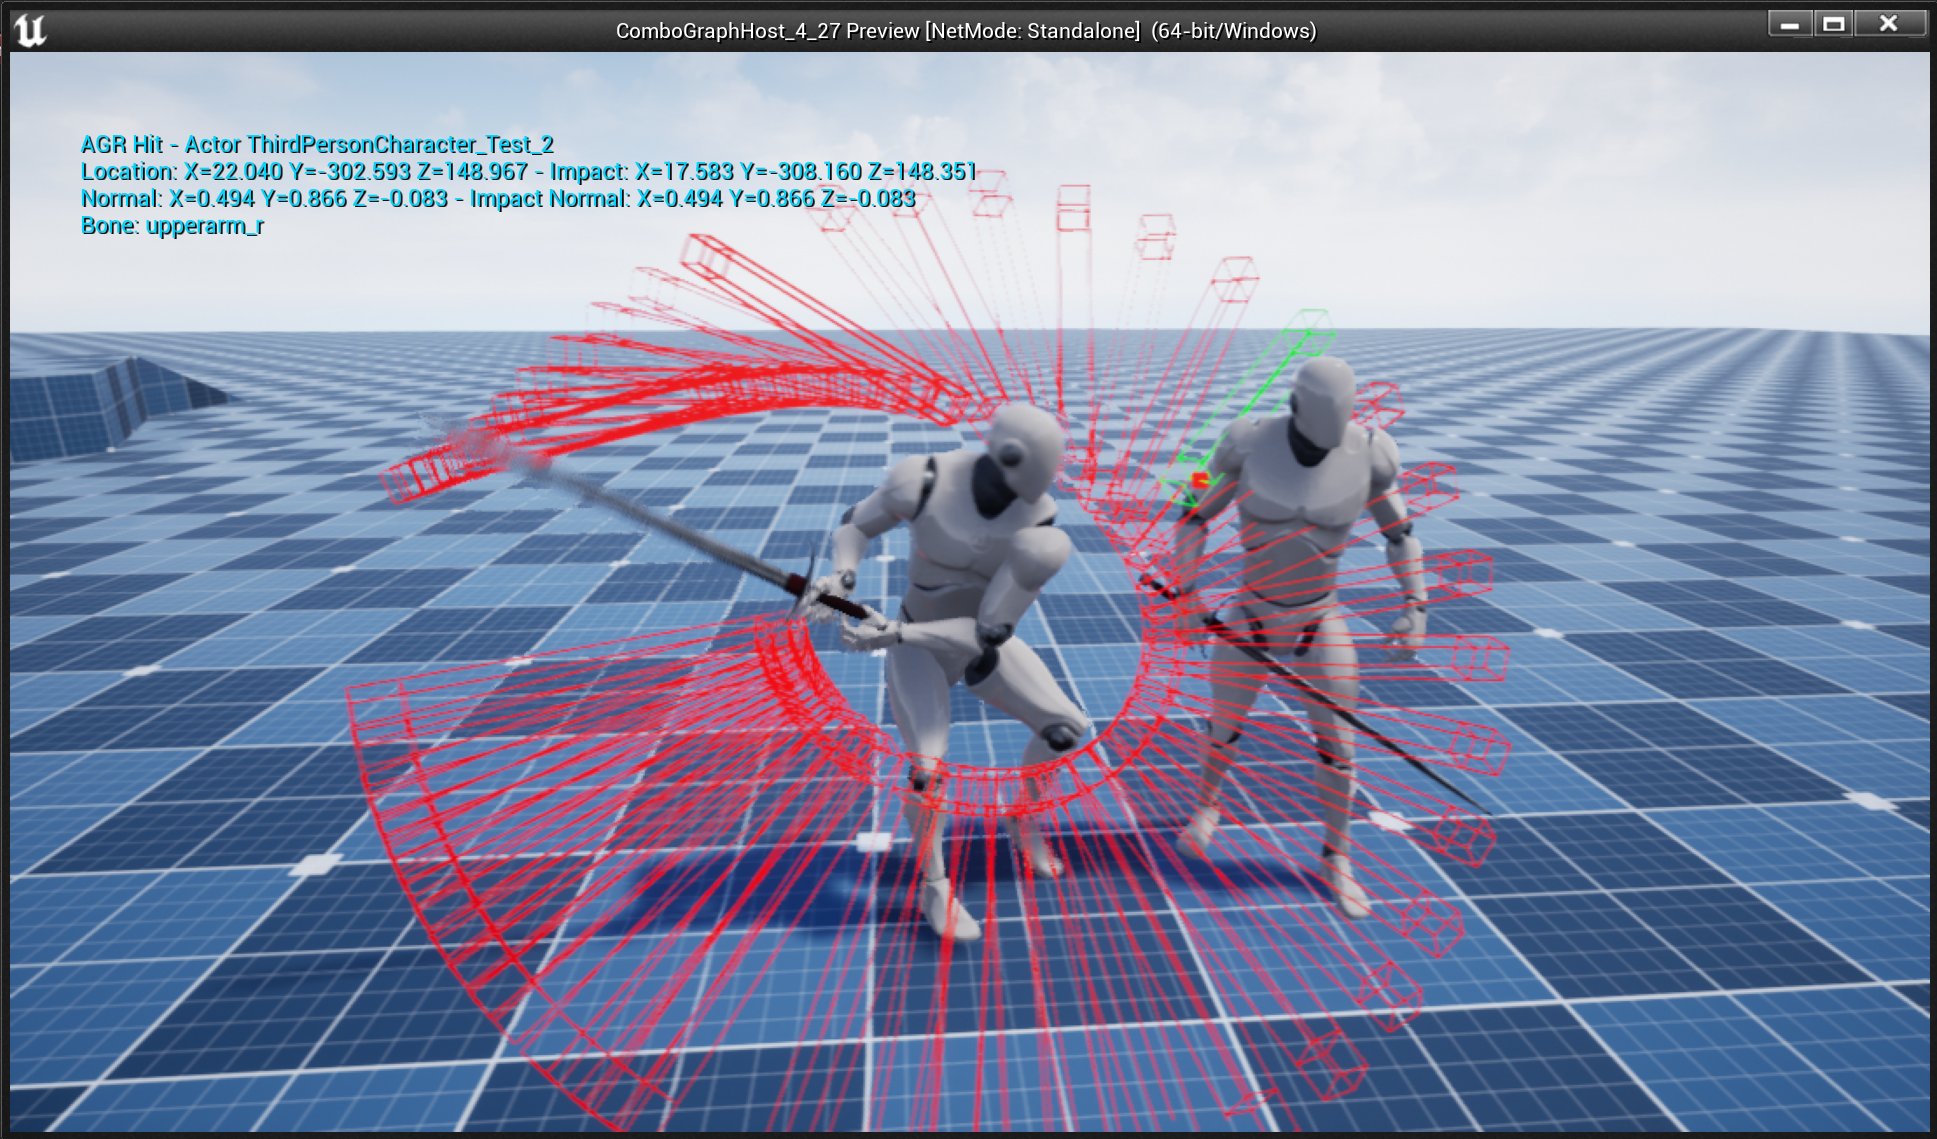 ComboGraphHost_4_27 Preview [NetMode: Standalone]  (64-bit/Windows)
AGR Hit - Actor ThirdPersonCharacter_Test_2
Location: X=22.040 Y=-302.593 Z=148.967 - Impact: X=17.583 Y=-308.160 Z=148.351
Normal: X=0.494 Y=0.866 Z=-0.083 - Impact Normal: X=0.494 Y=0.866 Z=-0.083
Bone: upperarm_r